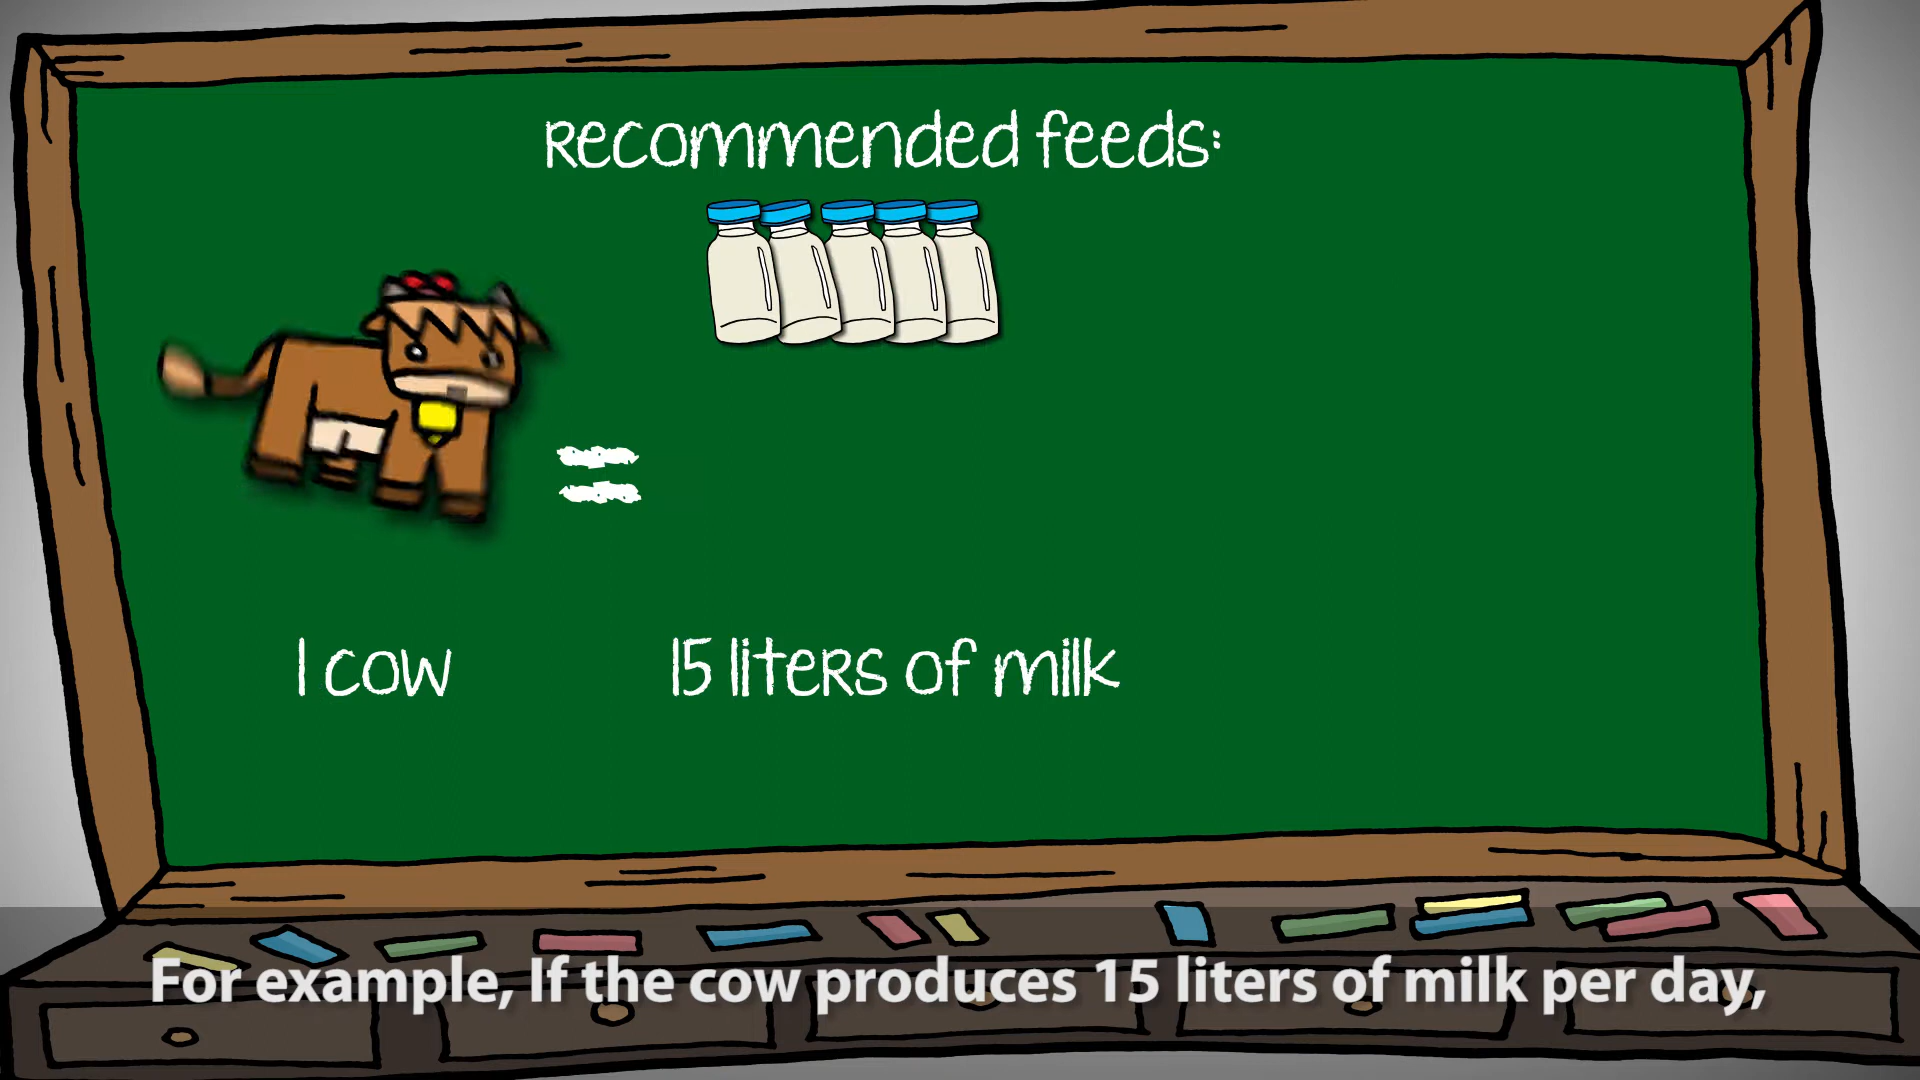 Recommended feeds:
1 cow
15 liters of milk
For example, If the cow produces 15 liters of milk per day,